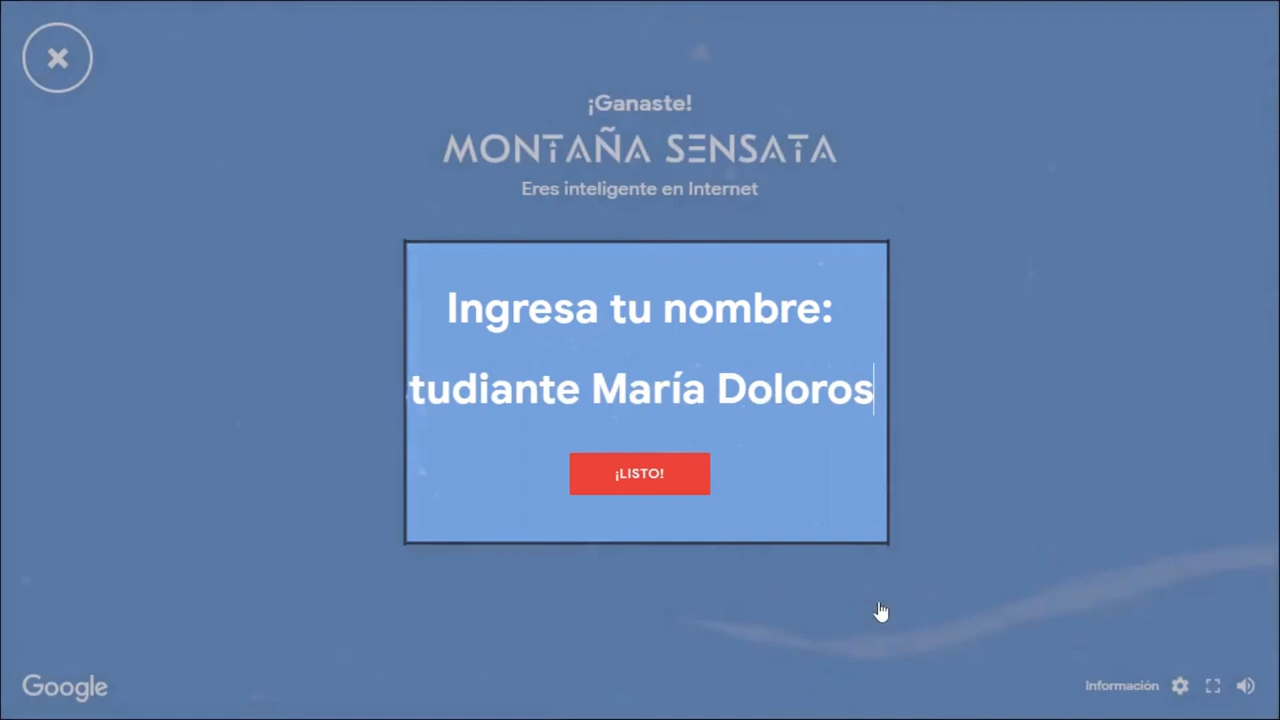 ¡Ganaste!
MONTAÑA SENSATA
Eres inteligente en Internet
Ingresa tu nombre:
tudiante María Doloros
¡LISTO!
Google
Información